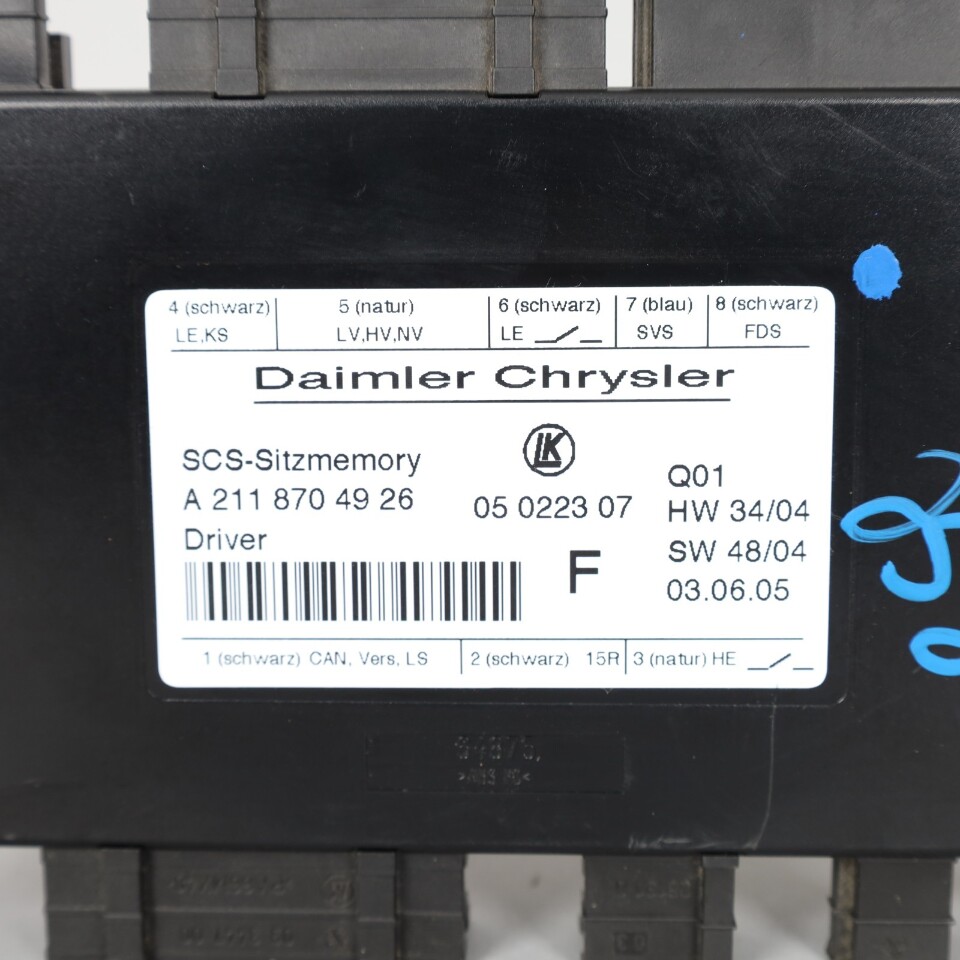 4 (schwarz) 5 (natur) 6 (schwarz) 7 (blau) 8 (schwarz)
LE,KS LV,HV,NV LE SVS FDS
Daimler Chrysler
LK
SCS-Sitzmemory
Q01
A 211 870 49 26
05 0223 07
HW 34/04
Driver
SW 48/04
F
03.06.05
1 (schwarz) CAN, Vers, LS 2 (schwarz) 15R 3 (natur) HE